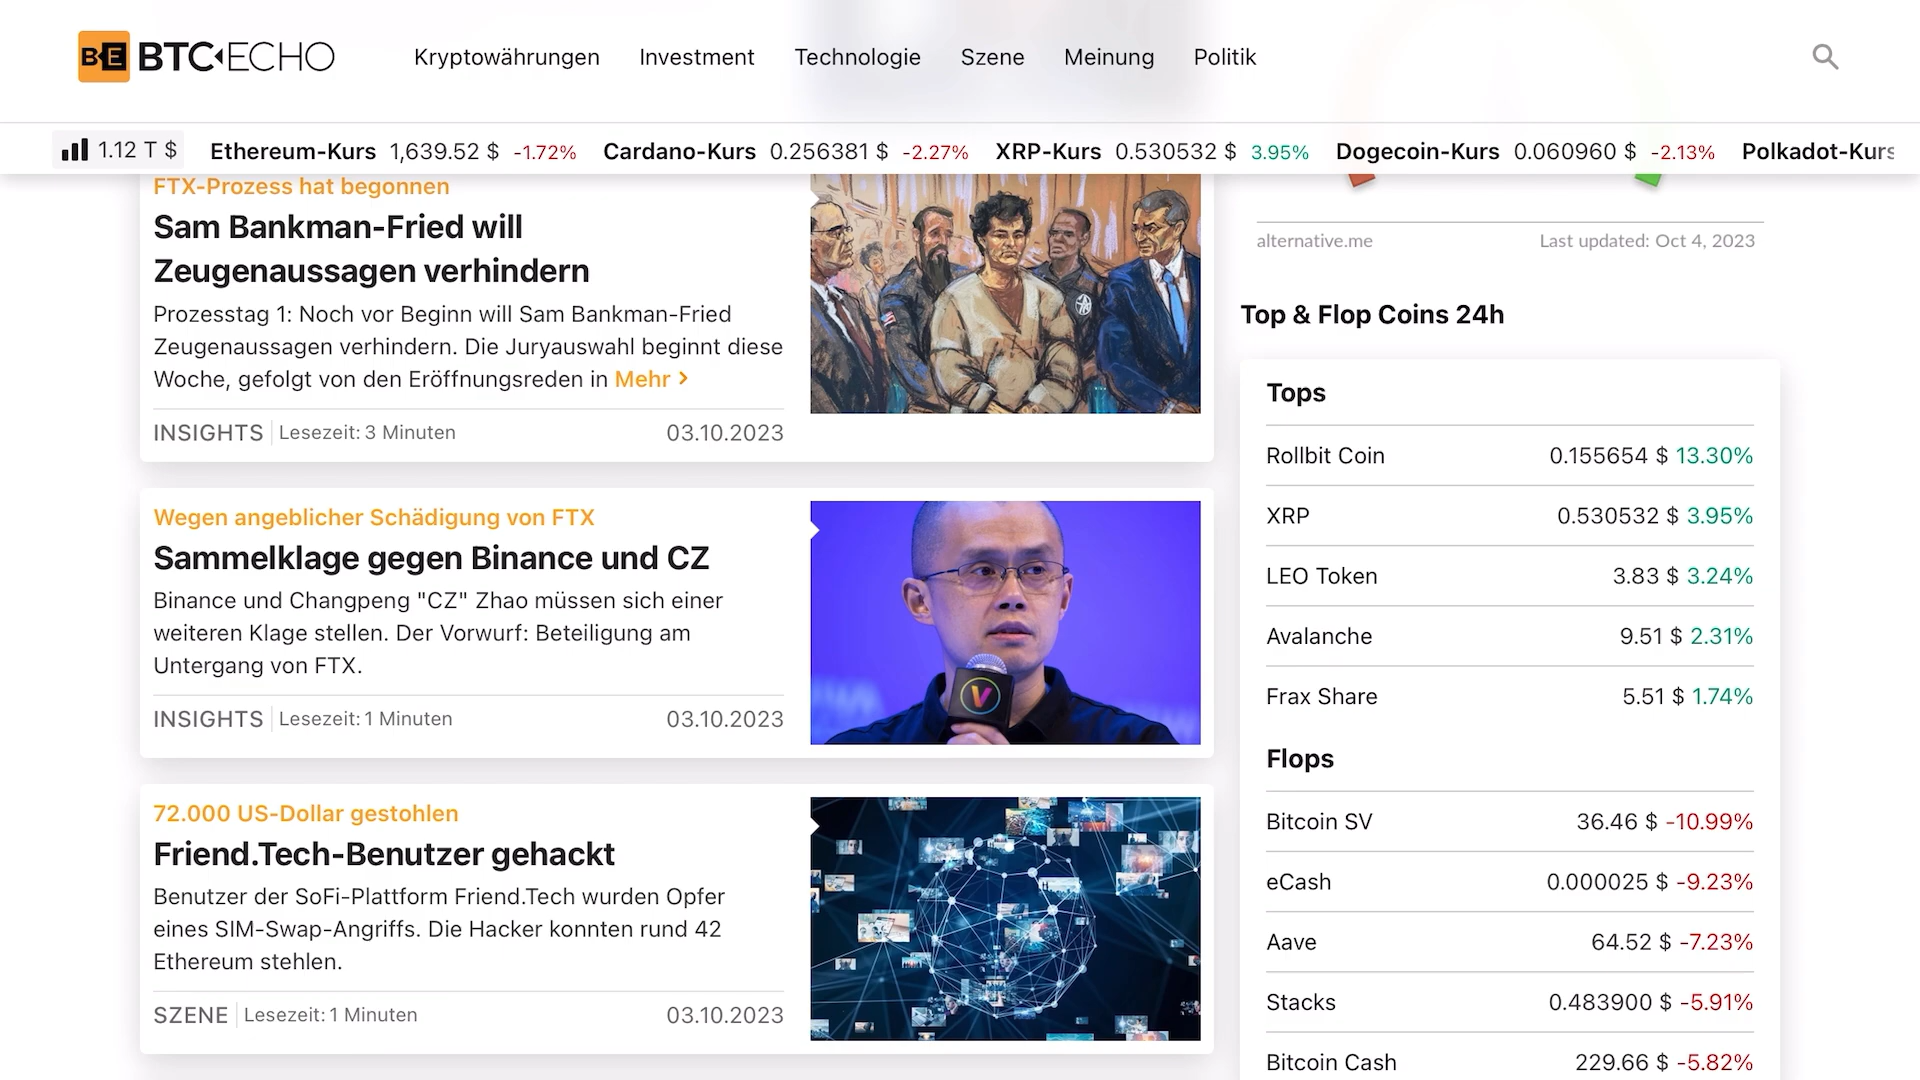 BE BTC ECHO
Kryptowährungen Investment Technologie Szene Meinung Politik
1.12 T $ Ethereum-Kurs 1,639.52 $ -1.72% Cardano-Kurs 0.256381 $ -2.27% XRP-Kurs 0.530532 $ 3.95% Dogecoin-Kurs 0.060960 $ -2.13% Polkadot-Kurs
FTX-Prozess hat begonnen
Sam Bankman-Fried will
Zeugenaussagen verhindern
Prozesstag 1: Noch vor Beginn will Sam Bankman-Fried
Zeugenaussagen verhindern. Die Juryauswahl beginnt diese
Woche, gefolgt von den Eröffnungsreden in Mehr
INSIGHTS Lesezeit: 3 Minuten 03.10.2023
Wegen angeblicher Schädigung von FTX
Sammelklage gegen Binance und CZ
Binance und Changpeng "CZ" Zhao müssen sich einer
weiteren Klage stellen. Der Vorwurf: Beteiligung am
Untergang von FTX.
INSIGHTS Lesezeit: 1 Minuten 03.10.2023
V
72.000 US-Dollar gestohlen
Friend.Tech-Benutzer gehackt
Benutzer der SoFi-Plattform Friend.Tech wurden Opfer
eines SIM-Swap-Angriffs. Die Hacker konnten rund 42
Ethereum stehlen.
SZENE Lesezeit: 1 Minuten 03.10.2023
alternative.me Last updated: Oct 4, 2023
Top & Flop Coins 24h
Tops
Rollbit Coin 0.155654 $ 13.30%
XRP 0.530532 $ 3.95%
LEO Token 3.83 $ 3.24%
Avalanche 9.51 $ 2.31%
Frax Share 5.51 $ 1.74%
Flops
Bitcoin SV 36.46 $ -10.99%
eCash 0.000025 $ -9.23%
Aave 64.52 $ -7.23%
Stacks 0.483900 $ -5.91%
Bitcoin Cash 229.66 $ -5.82%